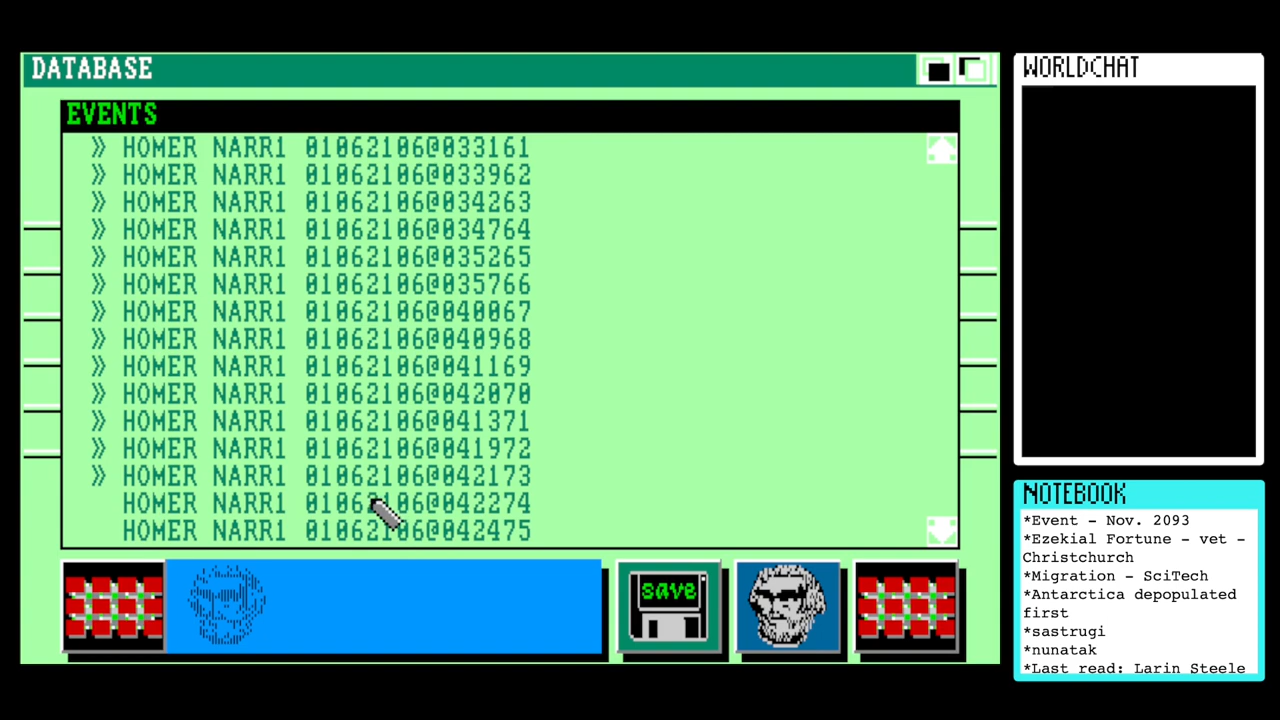 DATABASE
EVENTS
» HOMER NARR1 01062106@033161
» HOMER NARR1 01062106@033962
» HOMER NARR1 01062106@034263
» HOMER NARR1 01062106@034764
» HOMER NARR1 01062106@035265
» HOMER NARR1 01062106@035766
» HOMER NARR1 01062106@040067
» HOMER NARR1 01062106@040968
» HOMER NARR1 01062106@041169
» HOMER NARR1 01062106@042070
» HOMER NARR1 01062106@041371
» HOMER NARR1 01062106@041972
» HOMER NARR1 01062106@042173
HOMER NARR1 01062106@042274
HOMER NARR1 01062106@042475
save
WORLDCHAT
NOTEBOOK
*Event - Nov. 2093
*Ezekial Fortune - vet -
Christchurch
*Migration - SciTech
*Antarctica depopulated
first
*sastrugi
*nunatak
*Last read: Larin Steele